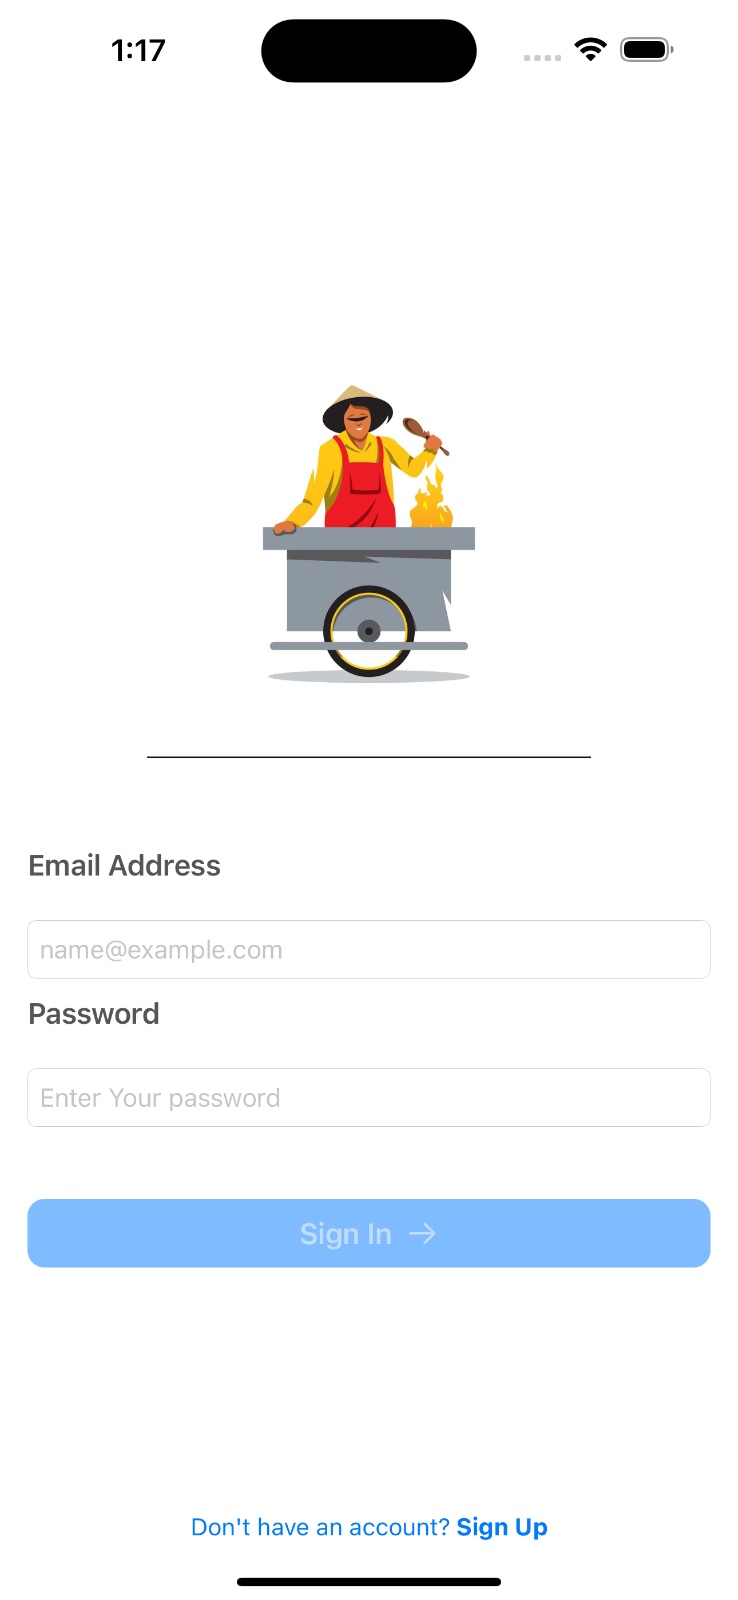 1:17
Email Address
name@example.com
Password
Enter Your password
Sign In →
Don't have an account? Sign Up